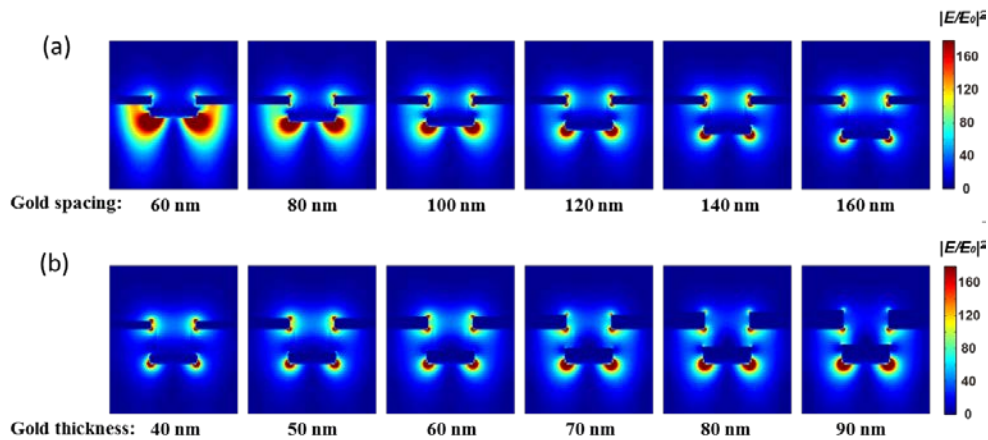 |E/E₀|²
(a)
160
120
80
40
0
Gold spacing: 60 nm 80 nm 100 nm 120 nm 140 nm 160 nm
|E/E₀|²
(b)
160
120
80
40
0
Gold thickness: 40 nm 50 nm 60 nm 70 nm 80 nm 90 nm